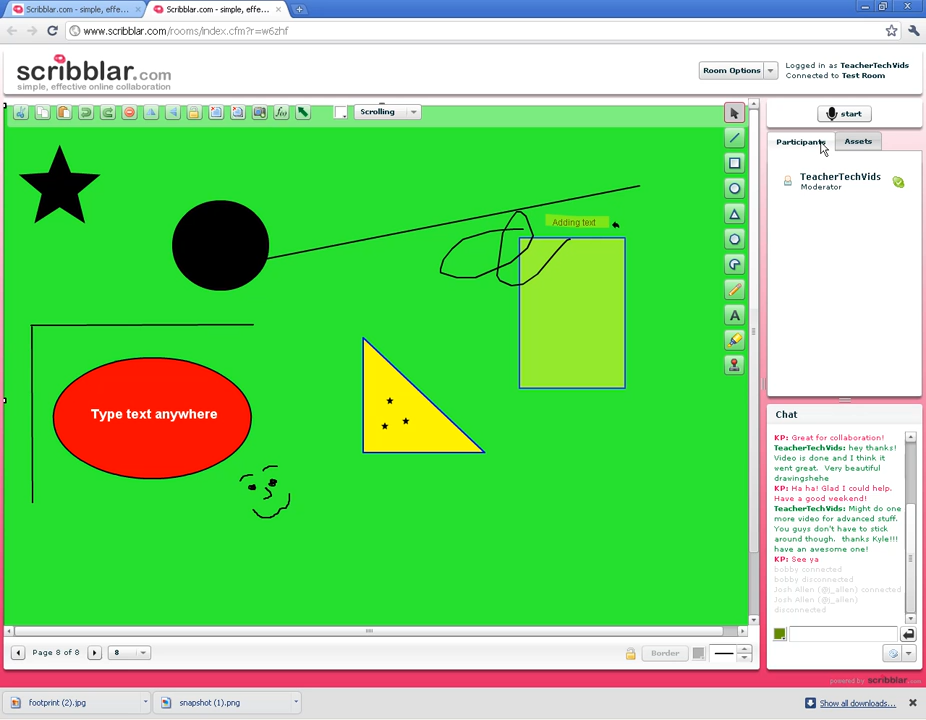 Scribblar.com - simple, effe...
Scribblar.com - simple, effe...
www.scribblar.com/rooms/index.cfm?r=w6zhf
scribblar.com
simple, effective online collaboration
Room Options
Logged in as TeacherTechVids
Connected to Test Room
f(x)
Scrolling
start
Participants
Assets
TeacherTechVids
Moderator
A
Adding text
Type text anywhere
Chat
KP: Great for collaboration!
TeacherTechVids: hey thanks!
Video is done and I think it
went great. Very beautiful
drawingshehe
KP: Ha ha! Glad I could help.
Have a good weekend!
TeacherTechVids: Might do one
more video for advanced stuff.
You guys don't have to stick
around though. thanks Kyle!!!
have an avesome one!
KP: See ya
bobby connected
bobby disconnected
Josh Allen (@j_allen) connected
Josh Allen (@j_allen)
disconnected
Page 8 of 8
8
Border
powered by scribblar.com
footprint (2).jpg
snapshot (1).png
Show all downloads...